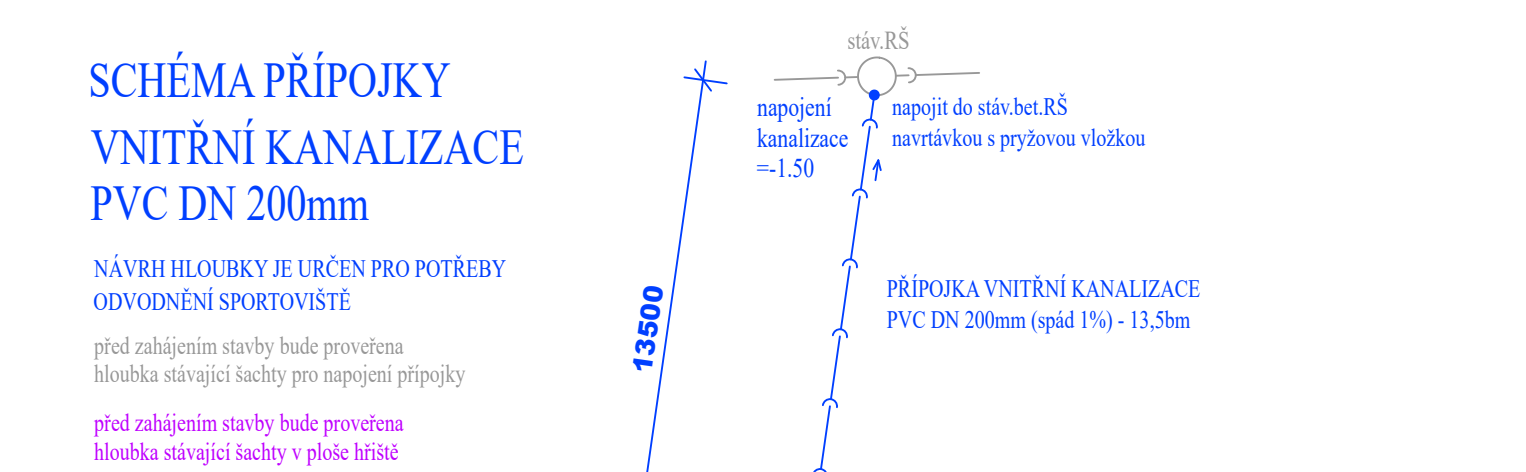 SCHÉMA PŘÍPOJKY
VNITŘNÍ KANALIZACE
PVC DN 200mm
NÁVRH HLOUBKY JE URČEN PRO POTŘEBY
ODVODNĚNÍ SPORTOVIŠTĚ
před zahájením stavby bude proveřena
hloubka stávající šachty pro napojení přípojky
před zahájením stavby bude proveřena
hloubka stávající šachty v ploše hřiště
13500
stáv.RŠ
napojení
kanalizace
=-1.50
napojit do stáv.bet.RŠ
navrtávkou s pryžovou vložkou
PŘÍPOJKA VNITŘNÍ KANALIZACE
PVC DN 200mm (spád 1%) - 13,5bm